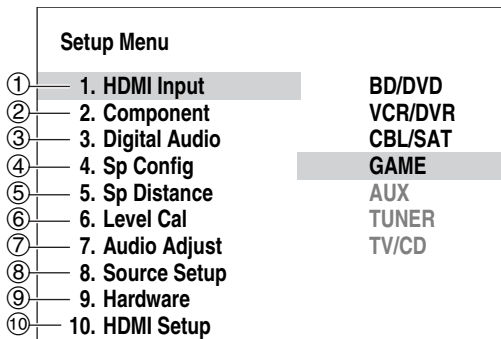 Setup Menu
① 1. HDMI Input BD/DVD
② 2. Component VCR/DVR
③ 3. Digital Audio CBL/SAT
④ 4. Sp Config GAME
⑤ 5. Sp Distance AUX
⑥ 6. Level Cal TUNER
⑦ 7. Audio Adjust TV/CD
⑧ 8. Source Setup
⑨ 9. Hardware
⑩ 10. HDMI Setup